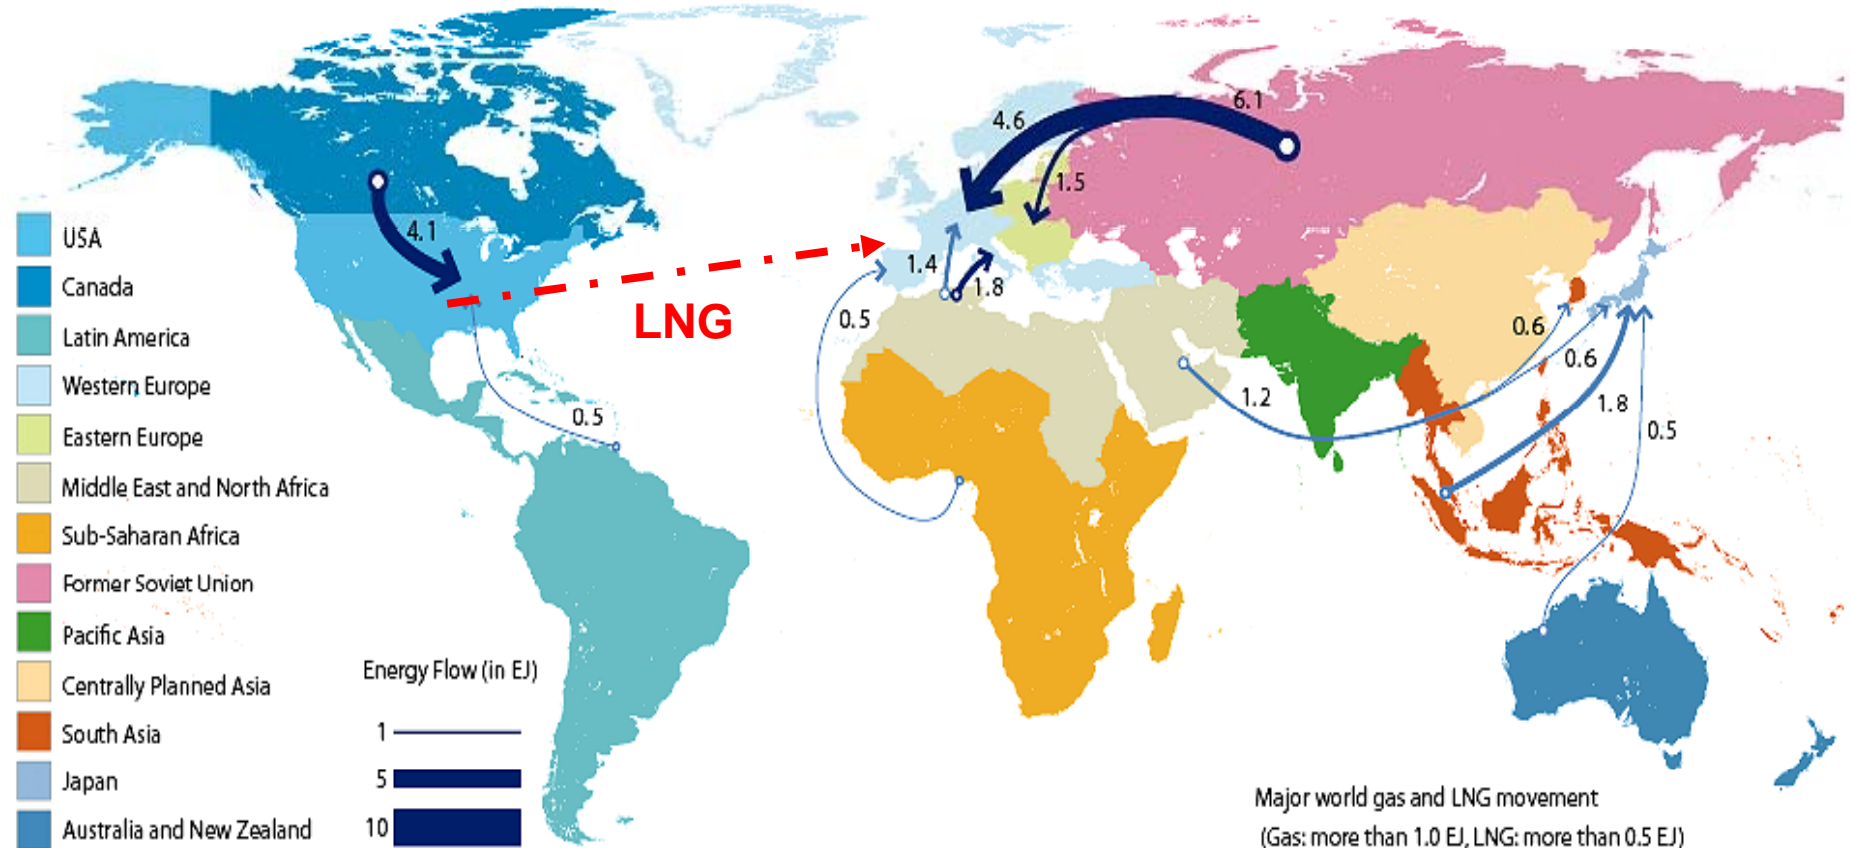 6.1
4.6
1.5
4.1
1.4
1.8
LNG
0.5
0.5
1.2
0.6
0.6
1.8
0.5
USA
Canada
Latin America
Western Europe
Eastern Europe
Middle East and North Africa
Sub-Saharan Africa
Former Soviet Union
Pacific Asia
Centrally Planned Asia
South Asia
Japan
Australia and New Zealand
Energy Flow (in EJ)
1
5
10
Major world gas and LNG movement
(Gas: more than 1.0 EJ, LNG: more than 0.5 EJ)